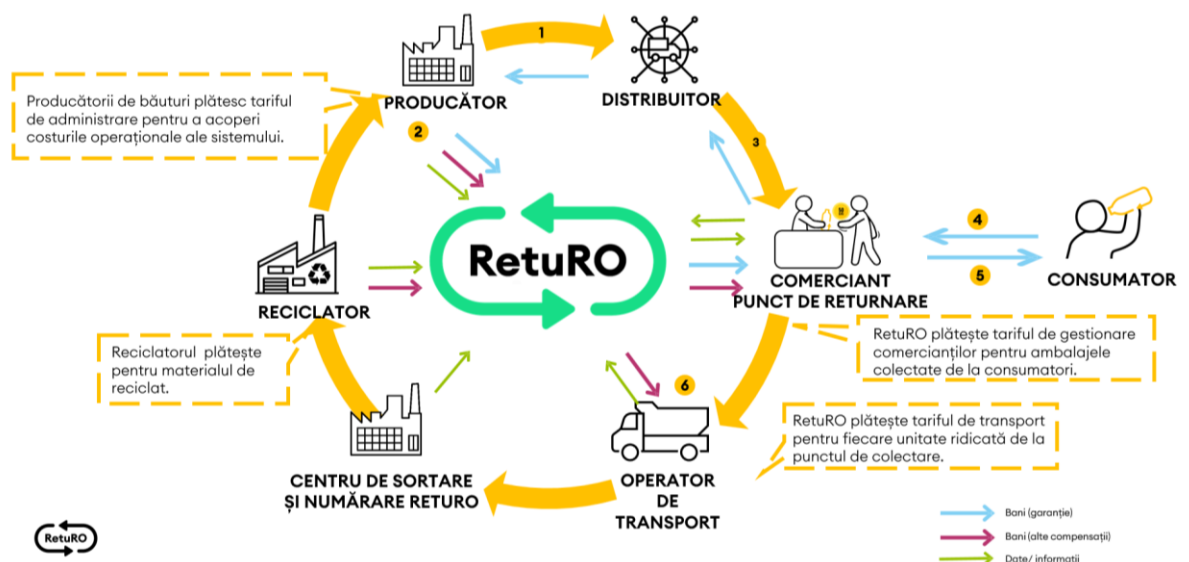 1
PRODUCĂTOR
DISTRIBUITOR
Producătorii de băuturi plătesc tariful
de administrare pentru a acoperi
costurile operaționale ale sistemului.
2
3
RetuRO
4
5
COMERCIANT
PUNCT DE RETURNARE
CONSUMATOR
RECICLATOR
Reciclatorul plătește
pentru materialul de
reciclat.
RetuRO plătește tariful de gestionare
comercianților pentru ambalajele
colectate de la consumatori.
6
RetuRO plătește tariful de transport
pentru fiecare unitate ridicată de la
punctul de colectare.
CENTRU DE SORTARE
ȘI NUMĂRARE RETURO
OPERATOR
DE
TRANSPORT
Bani (garanție)
Bani (alte compensații)
Date/ informații
RetuRO